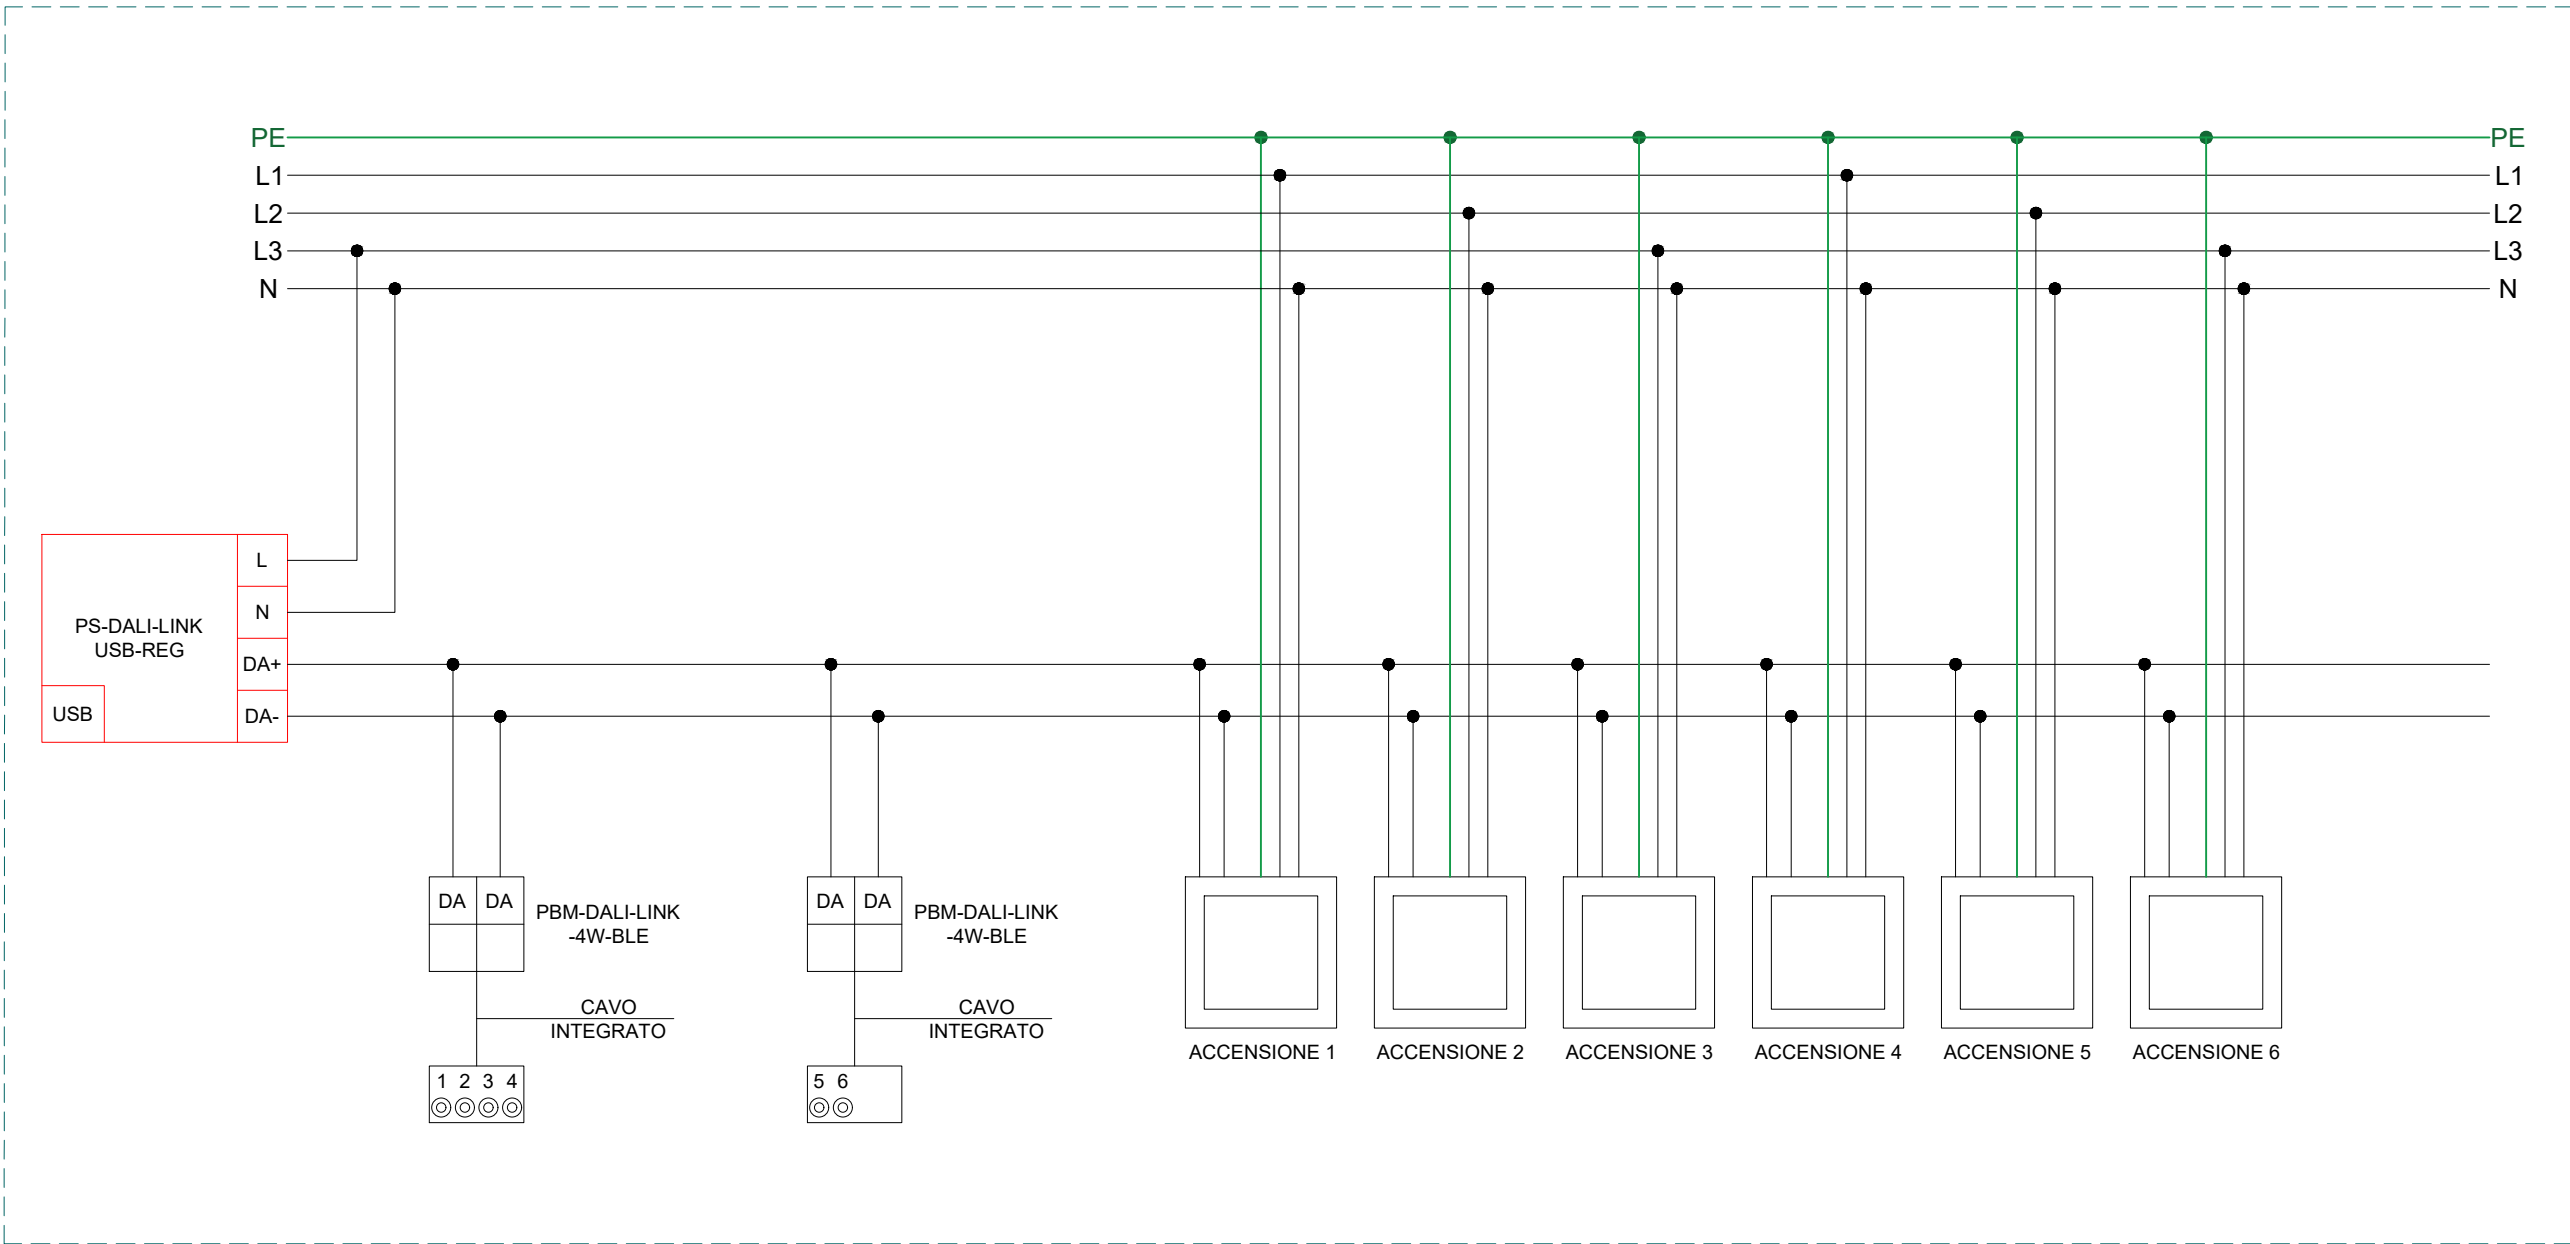 PE
PE
L1
L1
L2
L2
L3
L3
N
N
L
N
PS-DALI-LINK
USB-REG
DA+
USB
DA-
DA DA
PBM-DALI-LINK
-4W-BLE
DA DA
PBM-DALI-LINK
-4W-BLE
CAVO
INTEGRATO
CAVO
INTEGRATO
ACCENSIONE 1
ACCENSIONE 2
ACCENSIONE 3
ACCENSIONE 4
ACCENSIONE 5
ACCENSIONE 6
1 2 3 4
5 6